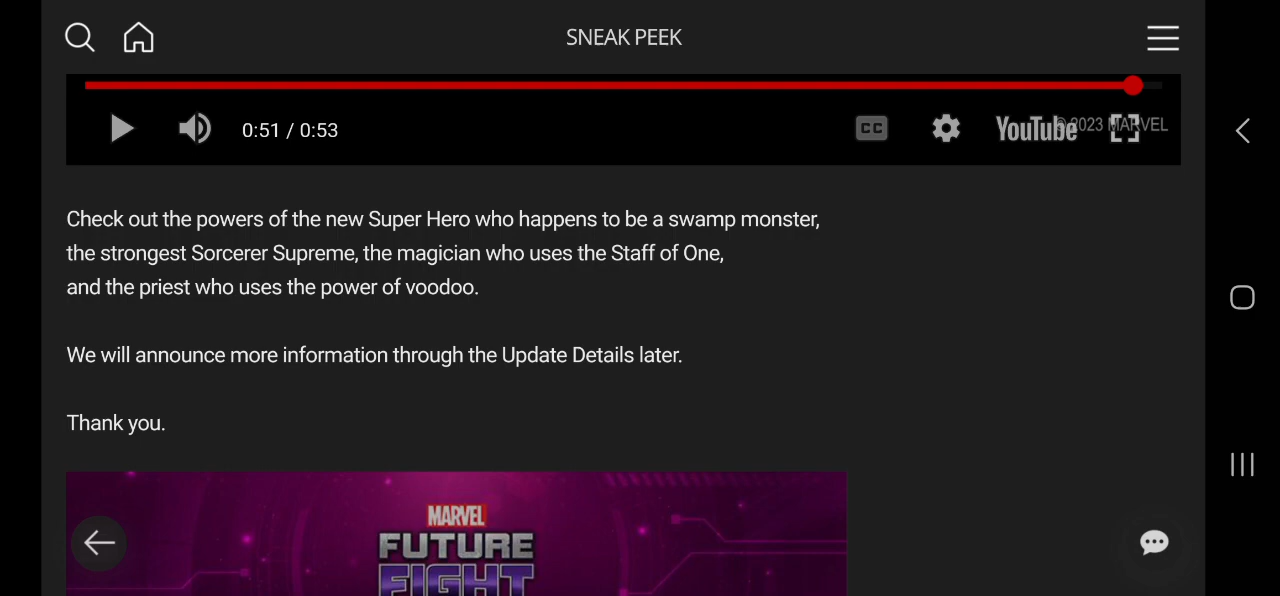 SNEAK PEEK
0:51 / 0:53
CC
YouTube
© 2023 MARVEL
Check out the powers of the new Super Hero who happens to be a swamp monster,
the strongest Sorcerer Supreme, the magician who uses the Staff of One,
and the priest who uses the power of voodoo.
We will announce more information through the Update Details later.
Thank you.
MARVEL
FUTURE
FIGHT